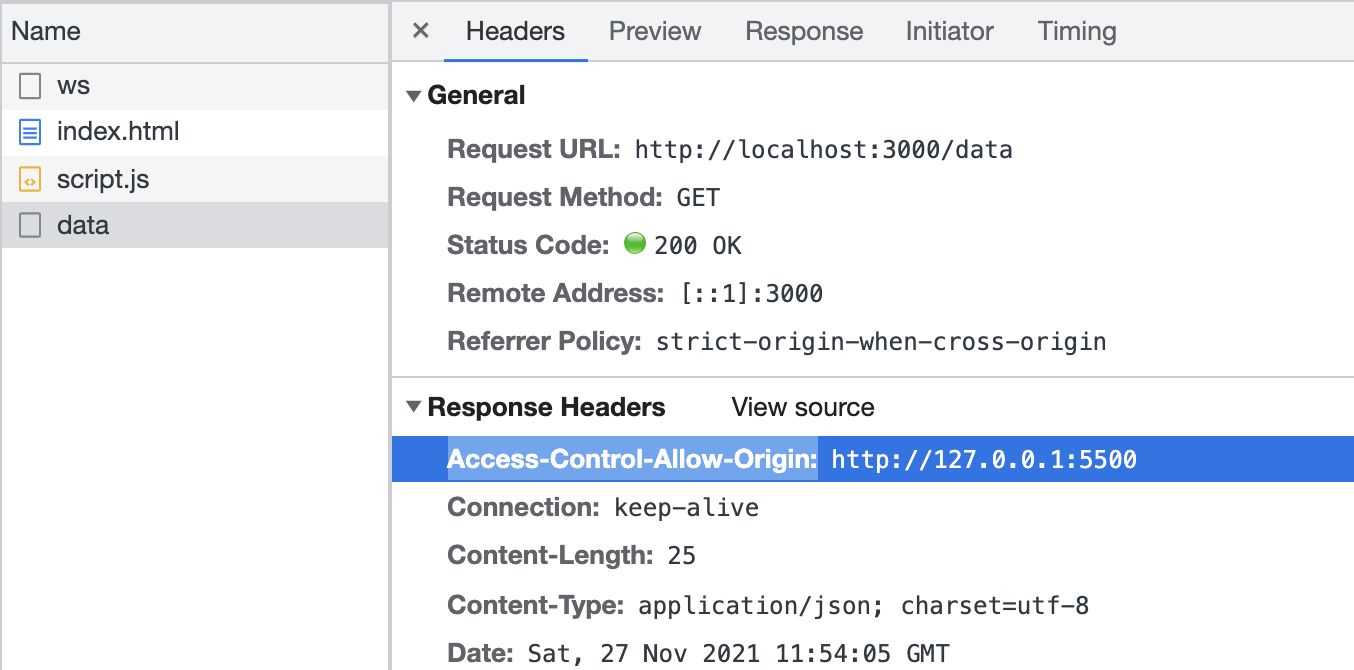 Name
ws
index.html
script.js
data
× Headers Preview Response Initiator Timing
General
Request URL: http://localhost:3000/data
Request Method: GET
Status Code: 200 OK
Remote Address: [::1]:3000
Referrer Policy: strict-origin-when-cross-origin
Response Headers View source
Access-Control-Allow-Origin: http://127.0.0.1:5500
Connection: keep-alive
Content-Length: 25
Content-Type: application/json; charset=utf-8
Date: Sat, 27 Nov 2021 11:54:05 GMT